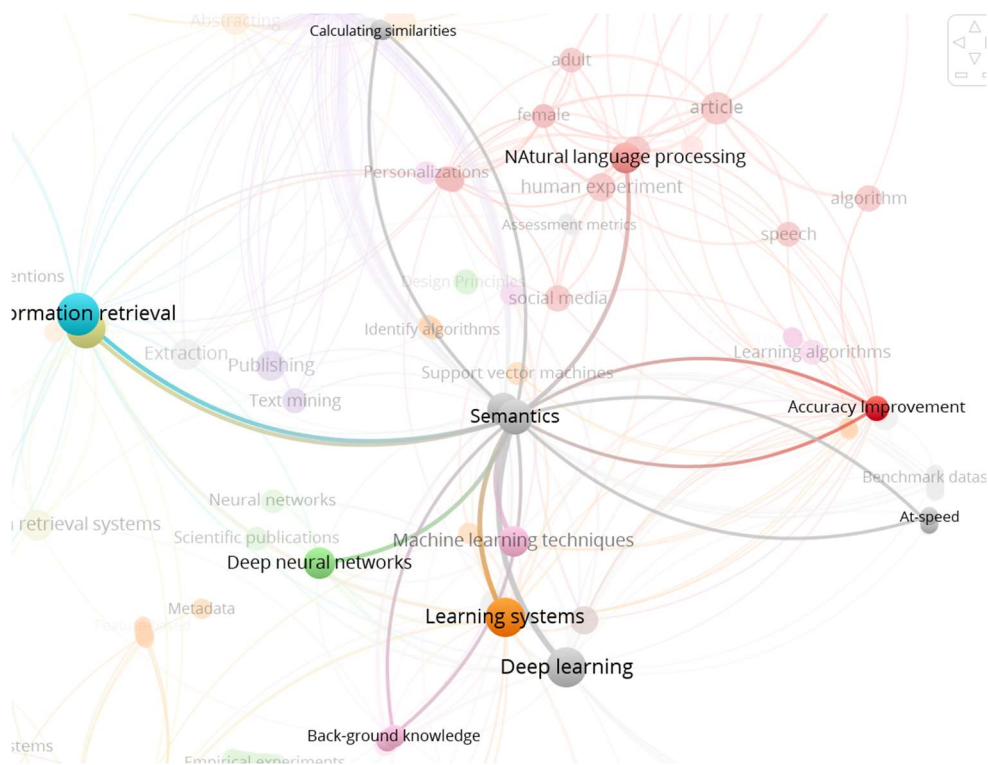 Abstracting
Calculating similarities
adult
article
female
NAtural language processing
Personalizations
human experiment
algorithm
Assessment metrics
speech
entions
Design Principles
social media
ormation retrieval
Identify algorithms
Extraction
Learning algorithms
Publishing
Support vector machines
Text mining
Accuracy Improvement
Semantics
Benchmark datas
Neural networks
At-speed
retrieval systems
Scientific publications
Machine learning techniques
Deep neural networks
Metadata
Learning systems
Deep learning
Back-ground knowledge
stems
Empirical experiments